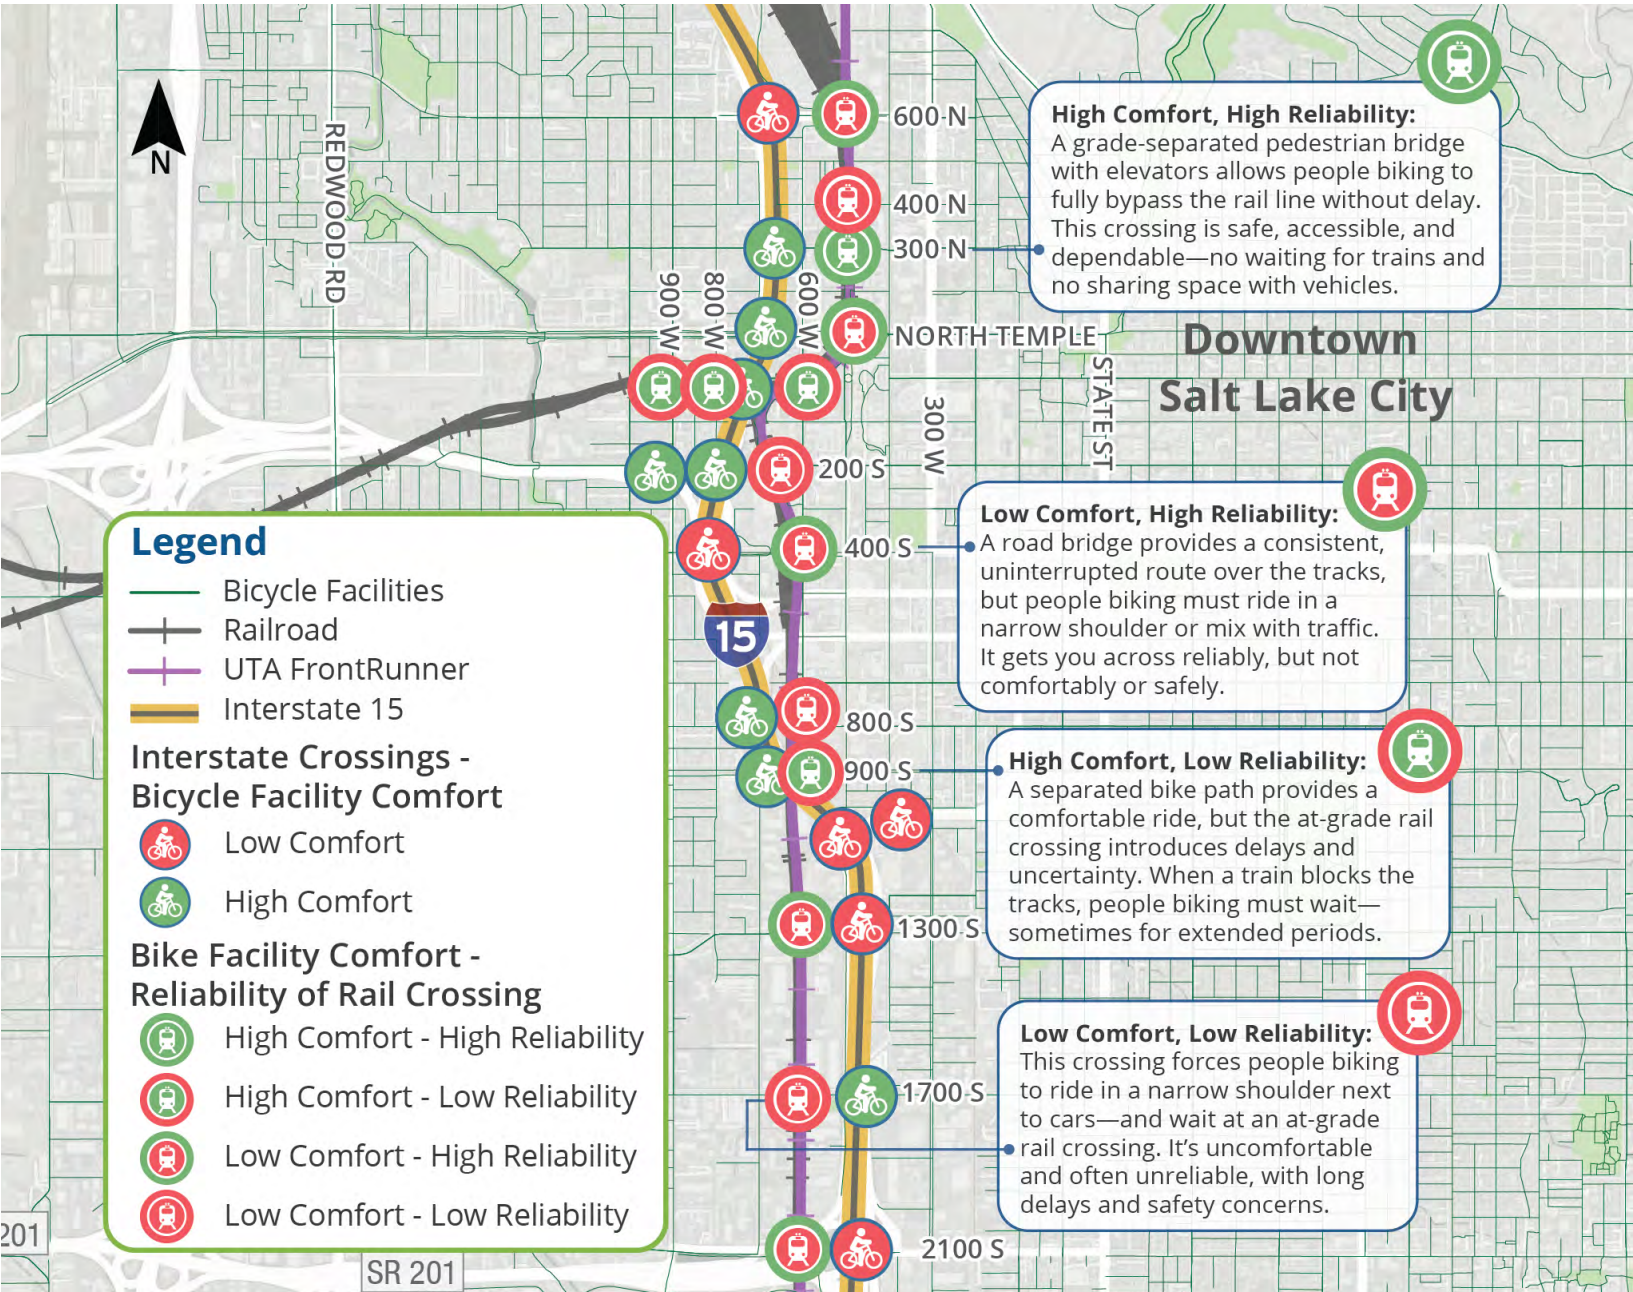 N
REDWOOD RD
900 W
800 W
600 W
600 N
400 N
300 N
NORTH TEMPLE
300 W
STATE ST
Downtown
Salt Lake City
200 S
400 S
15
800 S
900 S
1300 S
1700 S
2100 S
201
SR 201
High Comfort, High Reliability:
A grade-separated pedestrian bridge
with elevators allows people biking to
fully bypass the rail line without delay.
This crossing is safe, accessible, and
dependable—no waiting for trains and
no sharing space with vehicles.
Low Comfort, High Reliability:
A road bridge provides a consistent,
uninterrupted route over the tracks,
but people biking must ride in a
narrow shoulder or mix with traffic.
It gets you across reliably, but not
comfortably or safely.
High Comfort, Low Reliability:
A separated bike path provides a
comfortable ride, but the at-grade rail
crossing introduces delays and
uncertainty. When a train blocks the
tracks, people biking must wait—
sometimes for extended periods.
Low Comfort, Low Reliability:
This crossing forces people biking
to ride in a narrow shoulder next
to cars—and wait at an at-grade
rail crossing. It's uncomfortable
and often unreliable, with long
delays and safety concerns.
Legend
Bicycle Facilities
Railroad
UTA FrontRunner
Interstate 15
Interstate Crossings -
Bicycle Facility Comfort
Low Comfort
High Comfort
Bike Facility Comfort -
Reliability of Rail Crossing
High Comfort - High Reliability
High Comfort - Low Reliability
Low Comfort - High Reliability
Low Comfort - Low Reliability